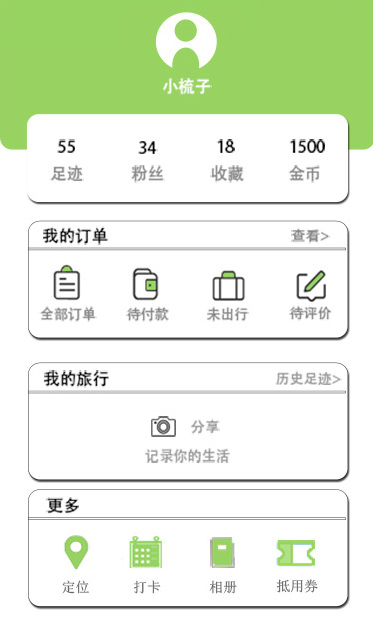 小梳子
55 34 18 1500
足迹 粉丝 收藏 金币
我的订单 查看>
全部订单 待付款 未出行 待评价
我的旅行 历史足迹>
分享
记录你的生活
更多
定位 打卡 相册 抵用券